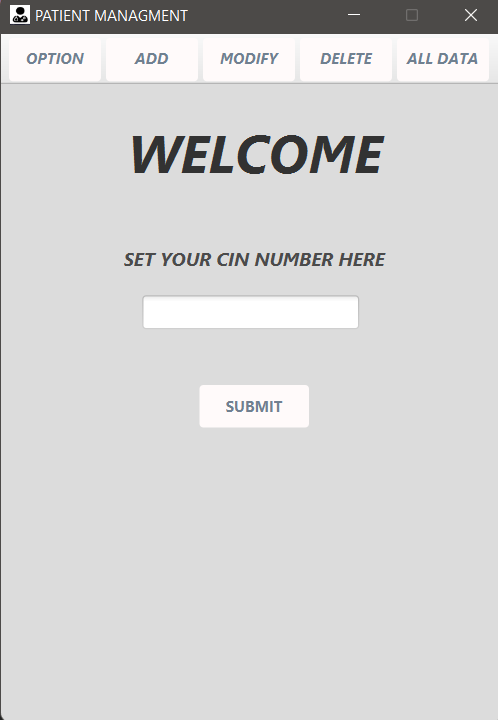 PATIENT MANAGMENT
OPTION ADD MODIFY DELETE ALL DATA
WELCOME
SET YOUR CIN NUMBER HERE
SUBMIT